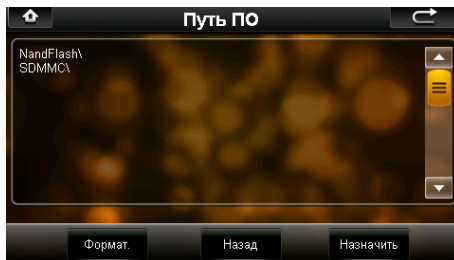 Путь ПО
NandFlash\
SDMMC\
Формат.
Назад
Назначить